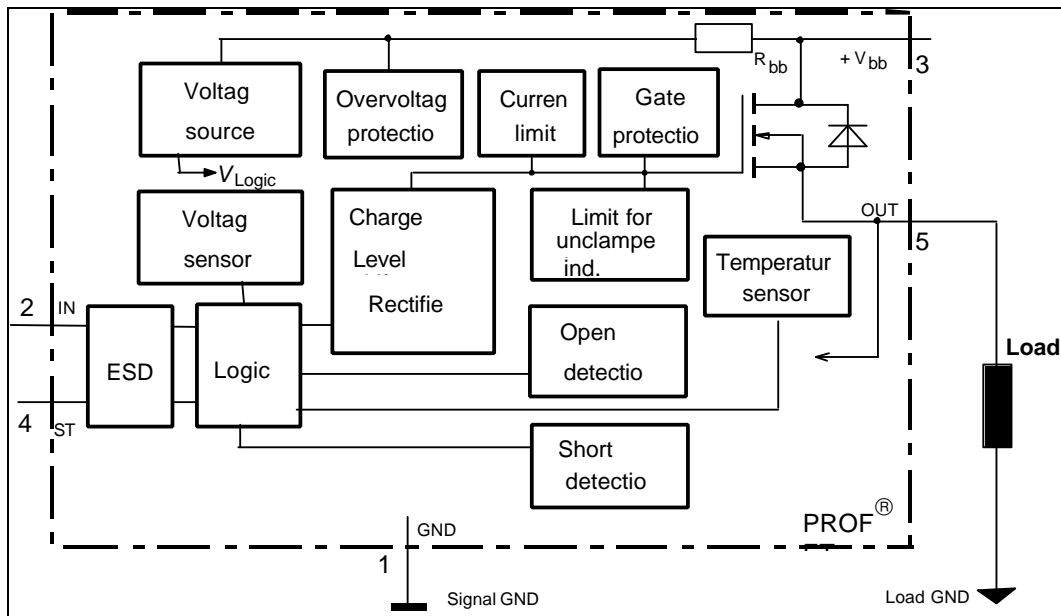 Voltag
source
Overvoltag
protectio
Curren
limit
Gate
protectio
R bb
+ V bb
3
V Logic
Voltag
sensor
Charge
Level
Rectifie
Limit for
unclampe
ind.
Temperatur
sensor
OUT
5
2
IN
ESD
Logic
Open
detectio
Load
4
ST
Short
detectio
GND
1
PROF®
Signal GND
Load GND